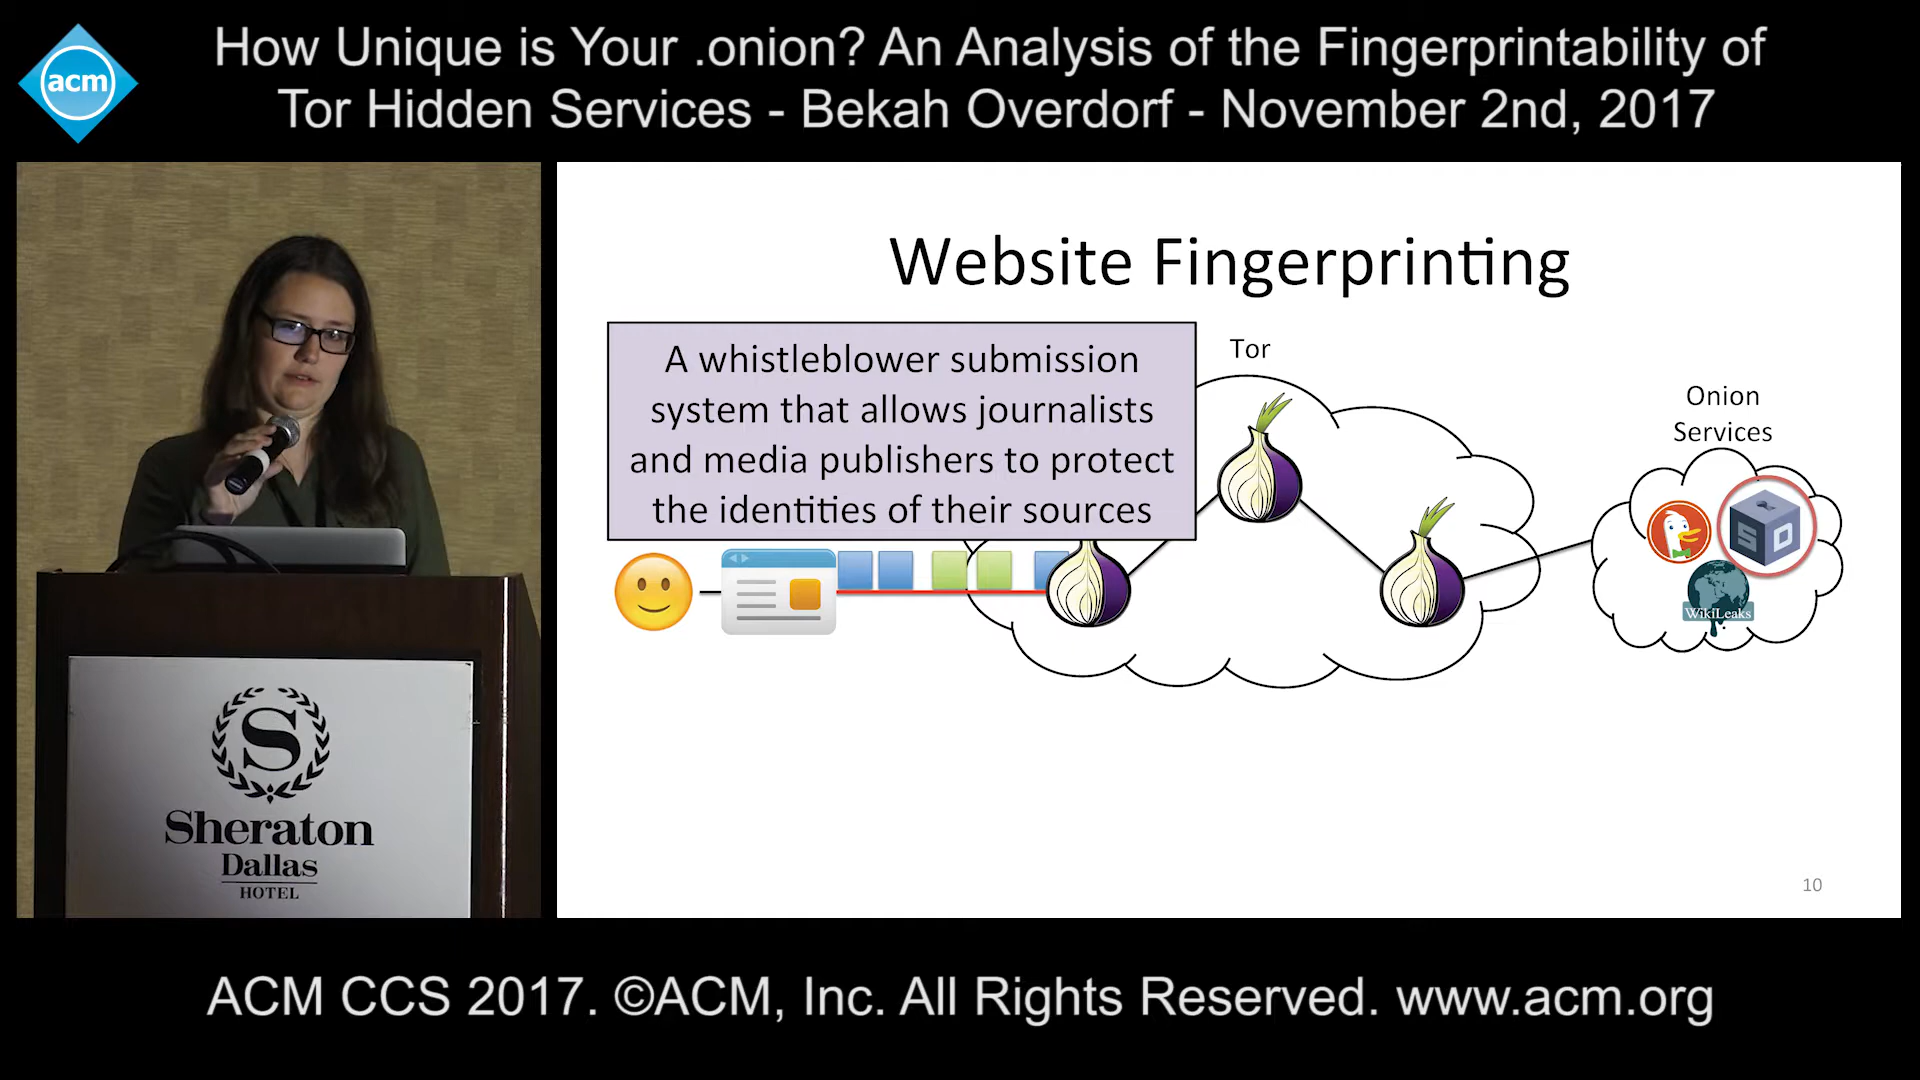 acm
How Unique is Your .onion? An Analysis of the Fingerprintability of
Tor Hidden Services - Bekah Overdorf - November 2nd, 2017
S
Sheraton
Dallas
HOTEL
Website Fingerprinting
A whistleblower submission
system that allows journalists
and media publishers to protect
the identities of their sources
Tor
Onion
Services
S D
WikiLeaks
10
ACM CCS 2017. ©ACM, Inc. All Rights Reserved. www.acm.org